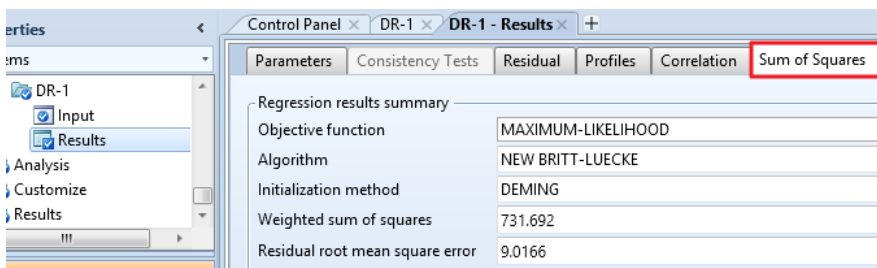 erties
Control Panel DR-1 DR-1 - Results
ems
Parameters Consistency Tests Residual Profiles Correlation Sum of Squares
DR-1
Input
Results
Analysis
Customize
Results
Regression results summary
Objective function MAXIMUM-LIKELIHOOD
Algorithm NEW BRITT-LUECKE
Initialization method DEMING
Weighted sum of squares 731.692
Residual root mean square error 9.0166